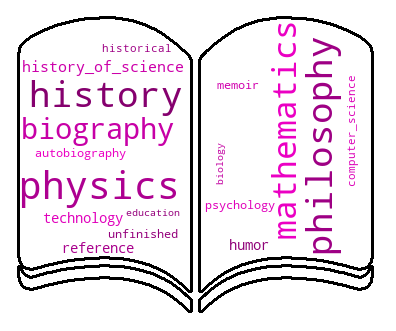 historical
history_of_science
history
biography
autobiography
physics
education
technology
unfinished
reference
memoir
biology
psychology
humor
mathematics
philosophy
computer_science